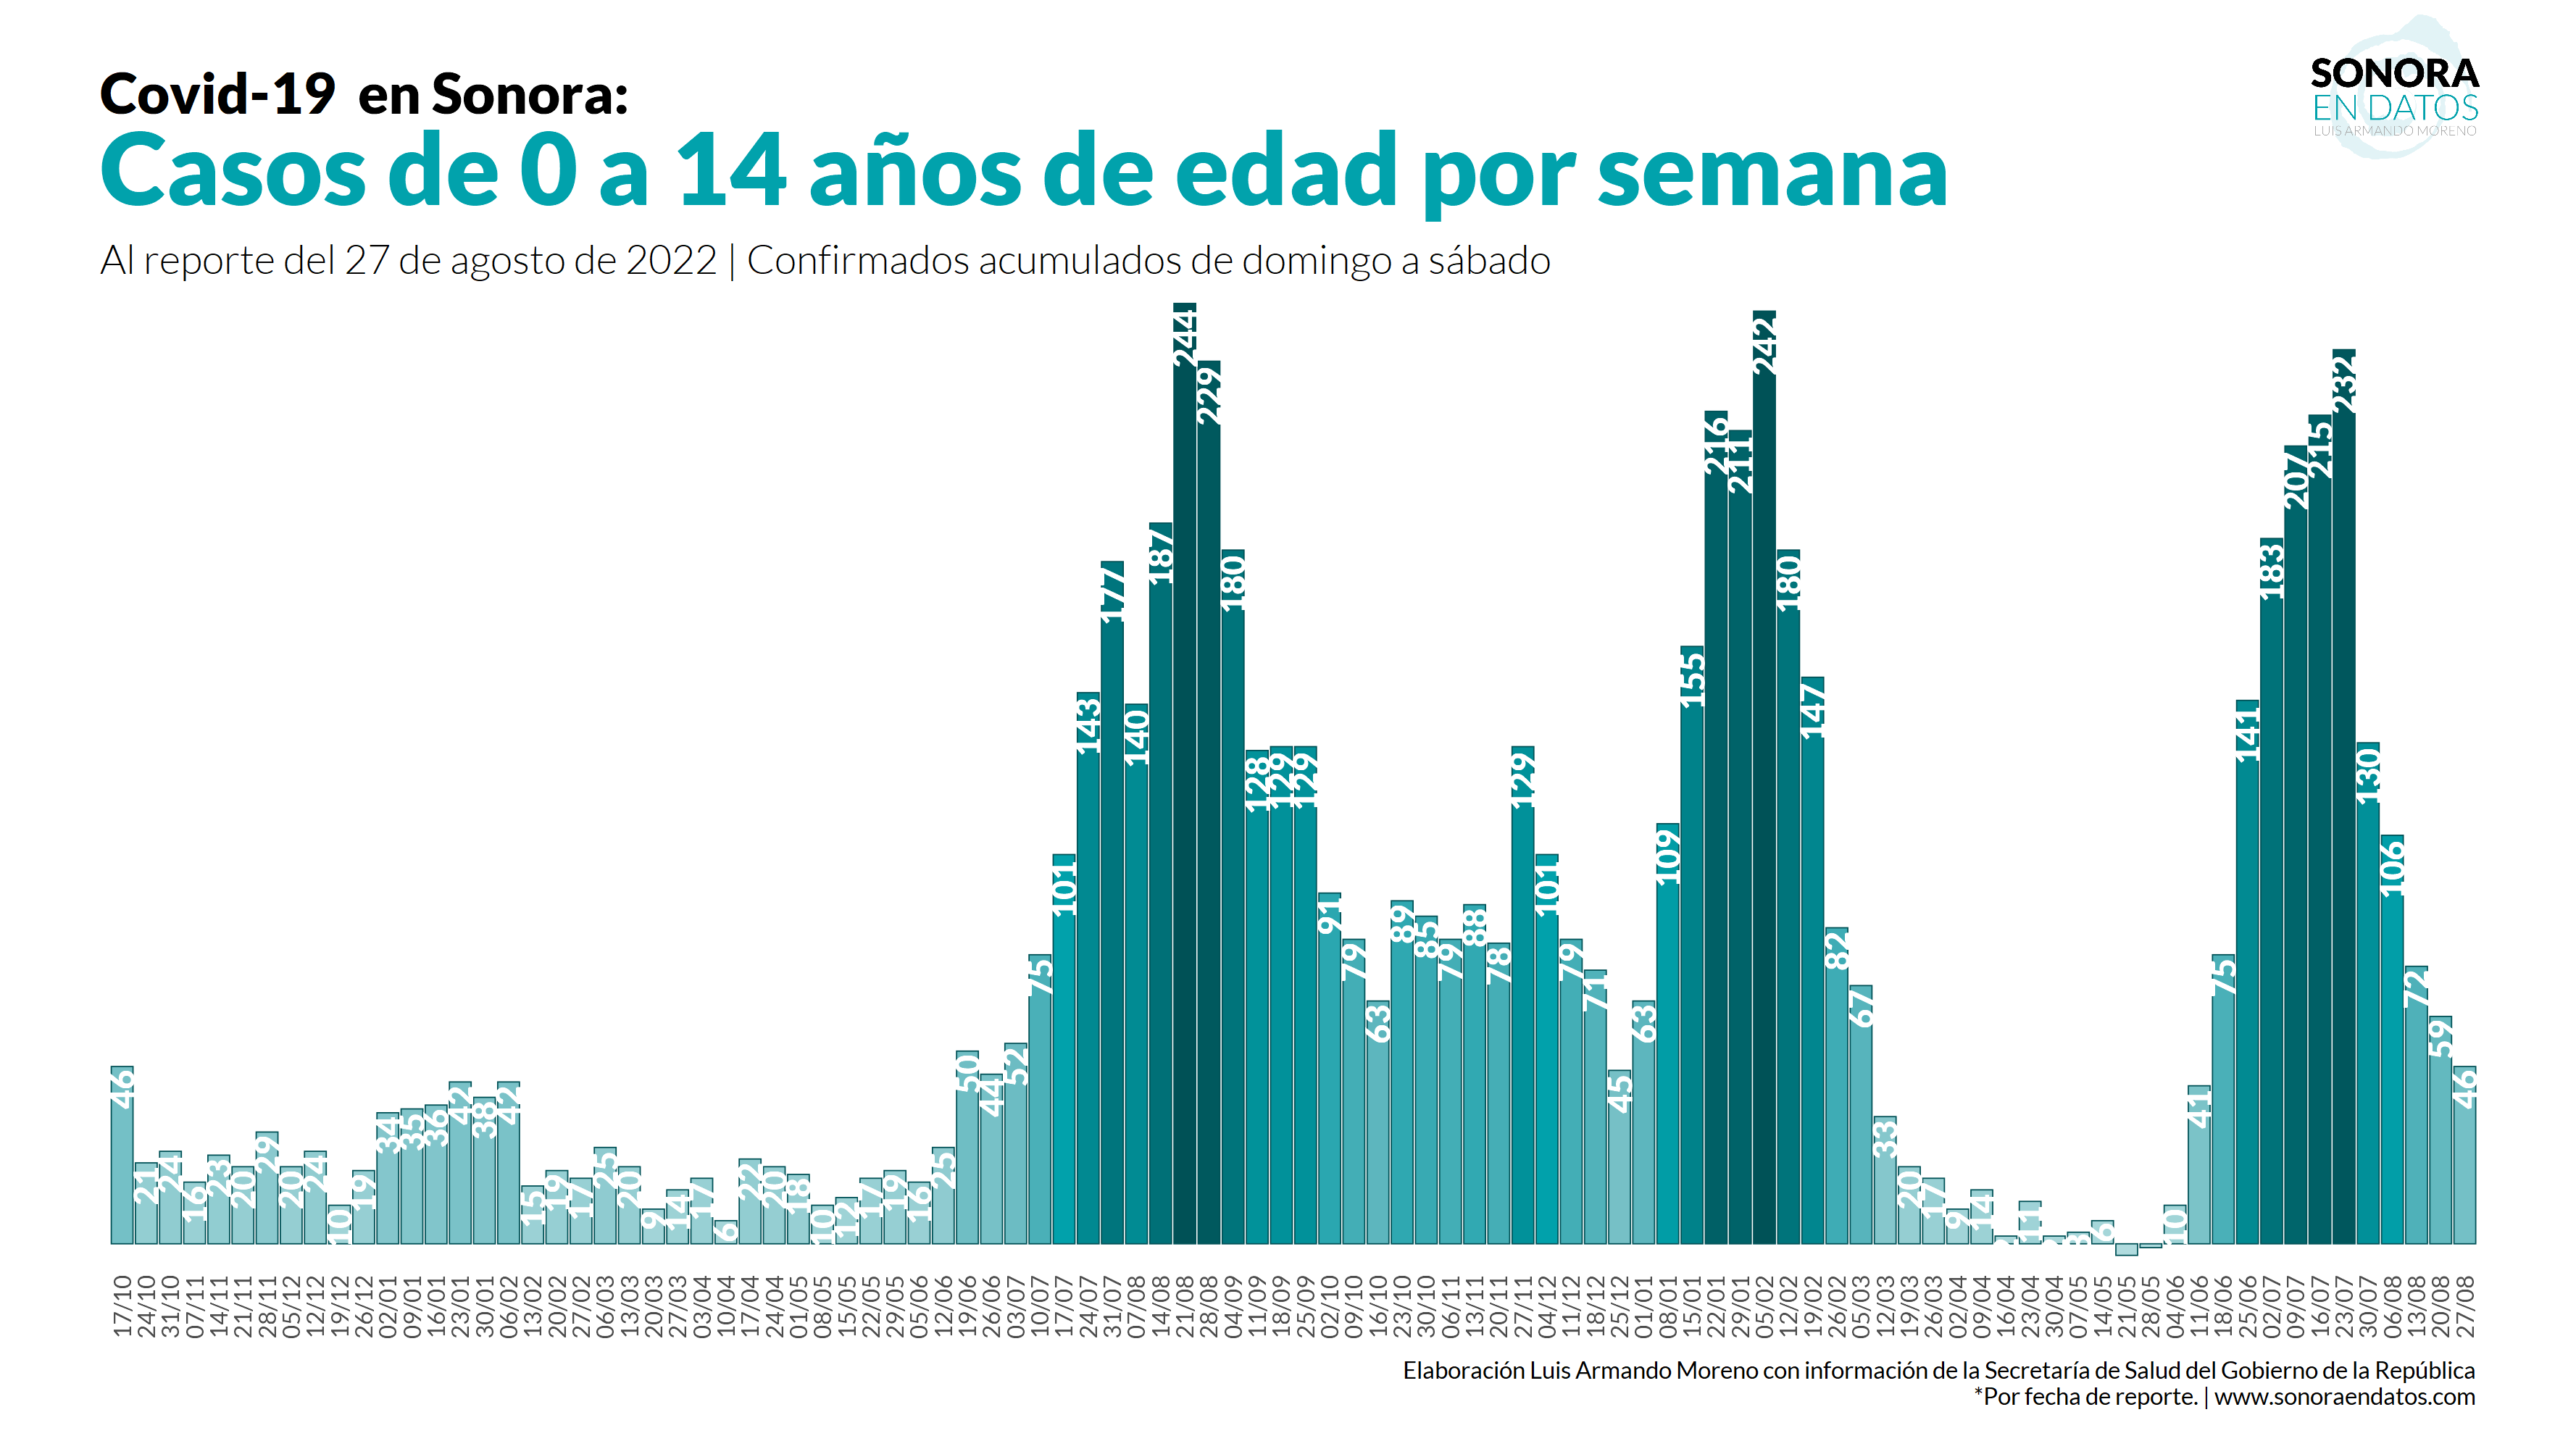 Covid-19 en Sonora:
Casos de 0 a 14 años de edad por semana
Al reporte del 27 de agosto de 2022 | Confirmados acumulados de domingo a sábado
SONORA
EN DATOS
LUIS ARMANDO MORENO
46 21 24 16 23 20 29 20 24 10 19 34 35 36 42 38 42 15 19 17 25 20 9 14 17 6 22 20 18 10 12 17 19 16 25 50 44 52 75 101 143 177 140 187 244 229 180 128 129 129 91 79 63 89 85 79 88 78 129 101 79 71 45 63 109 155 216 211 242 180 147 82 67 33 20 17 9 14 11 3 6 10 41 75 141 183 207 215 232 130 106 72 59 46
17/10 24/10 31/10 07/11 14/11 21/11 28/11 05/12 12/12 19/12 26/12 02/01 09/01 16/01 23/01 30/01 06/02 13/02 20/02 27/02 06/03 13/03 20/03 27/03 03/04 10/04 17/04 24/04 01/05 08/05 15/05 22/05 29/05 05/06 12/06 19/06 26/06 03/07 10/07 17/07 24/07 31/07 07/08 14/08 21/08 28/08 04/09 11/09 18/09 25/09 02/10 09/10 16/10 23/10 30/10 06/11 13/11 20/11 27/11 04/12 11/12 18/12 25/12 01/01 08/01 15/01 22/01 29/01 05/02 12/02 19/02 26/02 05/03 12/03 19/03 26/03 02/04 09/04 16/04 23/04 30/04 07/05 14/05 21/05 28/05 04/06 11/06 18/06 25/06 02/07 09/07 16/07 23/07 30/07 06/08 13/08 20/08 27/08
Elaboración Luis Armando Moreno con información de la Secretaría de Salud del Gobierno de la República
*Por fecha de reporte. | www.sonoraendatos.com